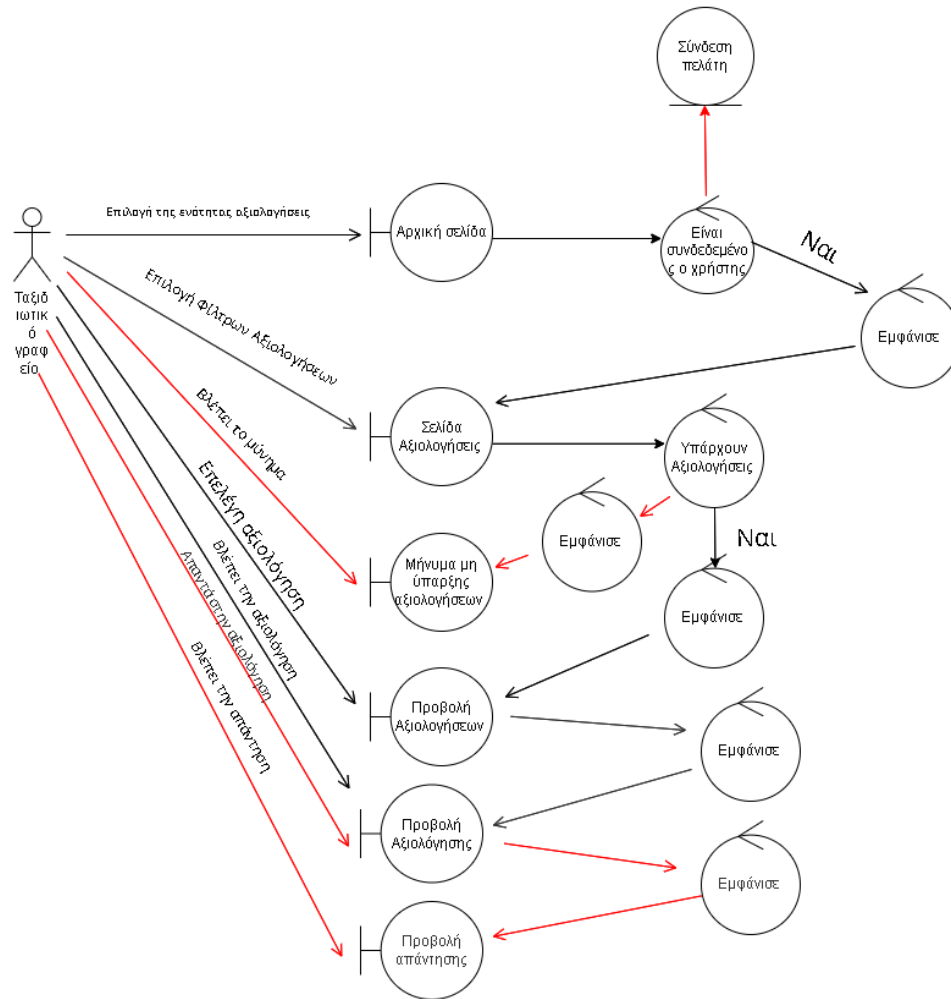 Σύνδεση
πελάτη
Επιλογή της ενότητας αξιολογήσεις
Αρχική σελίδα
Είναι
συνδεδεμένο
ς ο χρήστης
Ναι
Ταξιδ
ιωτικ
ό
γραφ
είο
Επιλογή Φίλτρων Αξιολογήσεων
Εμφάνισε
Σελίδα
Αξιολογήσεις
Υπάρχουν
Αξιολογήσεις
Βλέπει το μύνημα
Εμφάνισε
Ναι
Μήνυμα μη
ύπαρξης
αξιολογήσεων
Εμφάνισε
Επελέγη αξιολόγηση
Βλέπει την αξιολόγηση
Απαντά στην αξιολόγηση
Βλέπει την απάντηση
Προβολή
Αξιολογήσεων
Εμφάνισε
Προβολή
Αξιολόγησης
Εμφάνισε
Προβολή
απάντησης